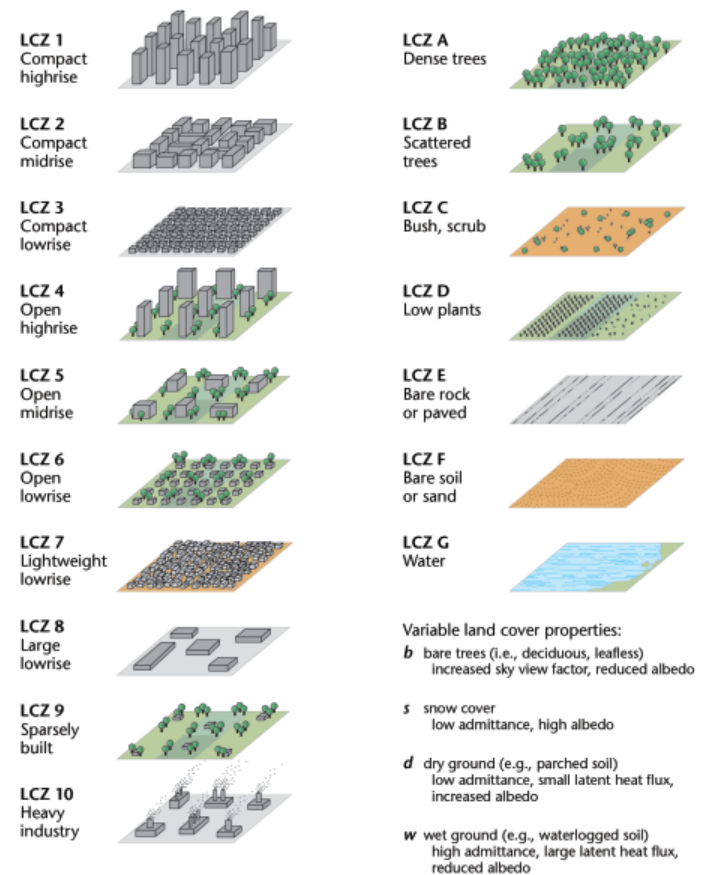 LCZ 1
Compact
highrise
LCZ 2
Compact
midrise
LCZ 3
Compact
lowrise
LCZ 4
Open
highrise
LCZ 5
Open
midrise
LCZ 6
Open
lowrise
LCZ 7
Lightweight
lowrise
LCZ 8
Large
lowrise
LCZ 9
Sparsely
built
LCZ 10
Heavy
industry
LCZ A
Dense trees
LCZ B
Scattered
trees
LCZ C
Bush, scrub
LCZ D
Low plants
LCZ E
Bare rock
or paved
LCZ F
Bare soil
or sand
LCZ G
Water
Variable land cover properties:
b bare trees (i.e., deciduous, leafless)
increased sky view factor, reduced albedo
s snow cover
low admittance, high albedo
d dry ground (e.g., parched soil)
low admittance, small latent heat flux,
increased albedo
w wet ground (e.g., waterlogged soil)
high admittance, large latent heat flux,
reduced albedo